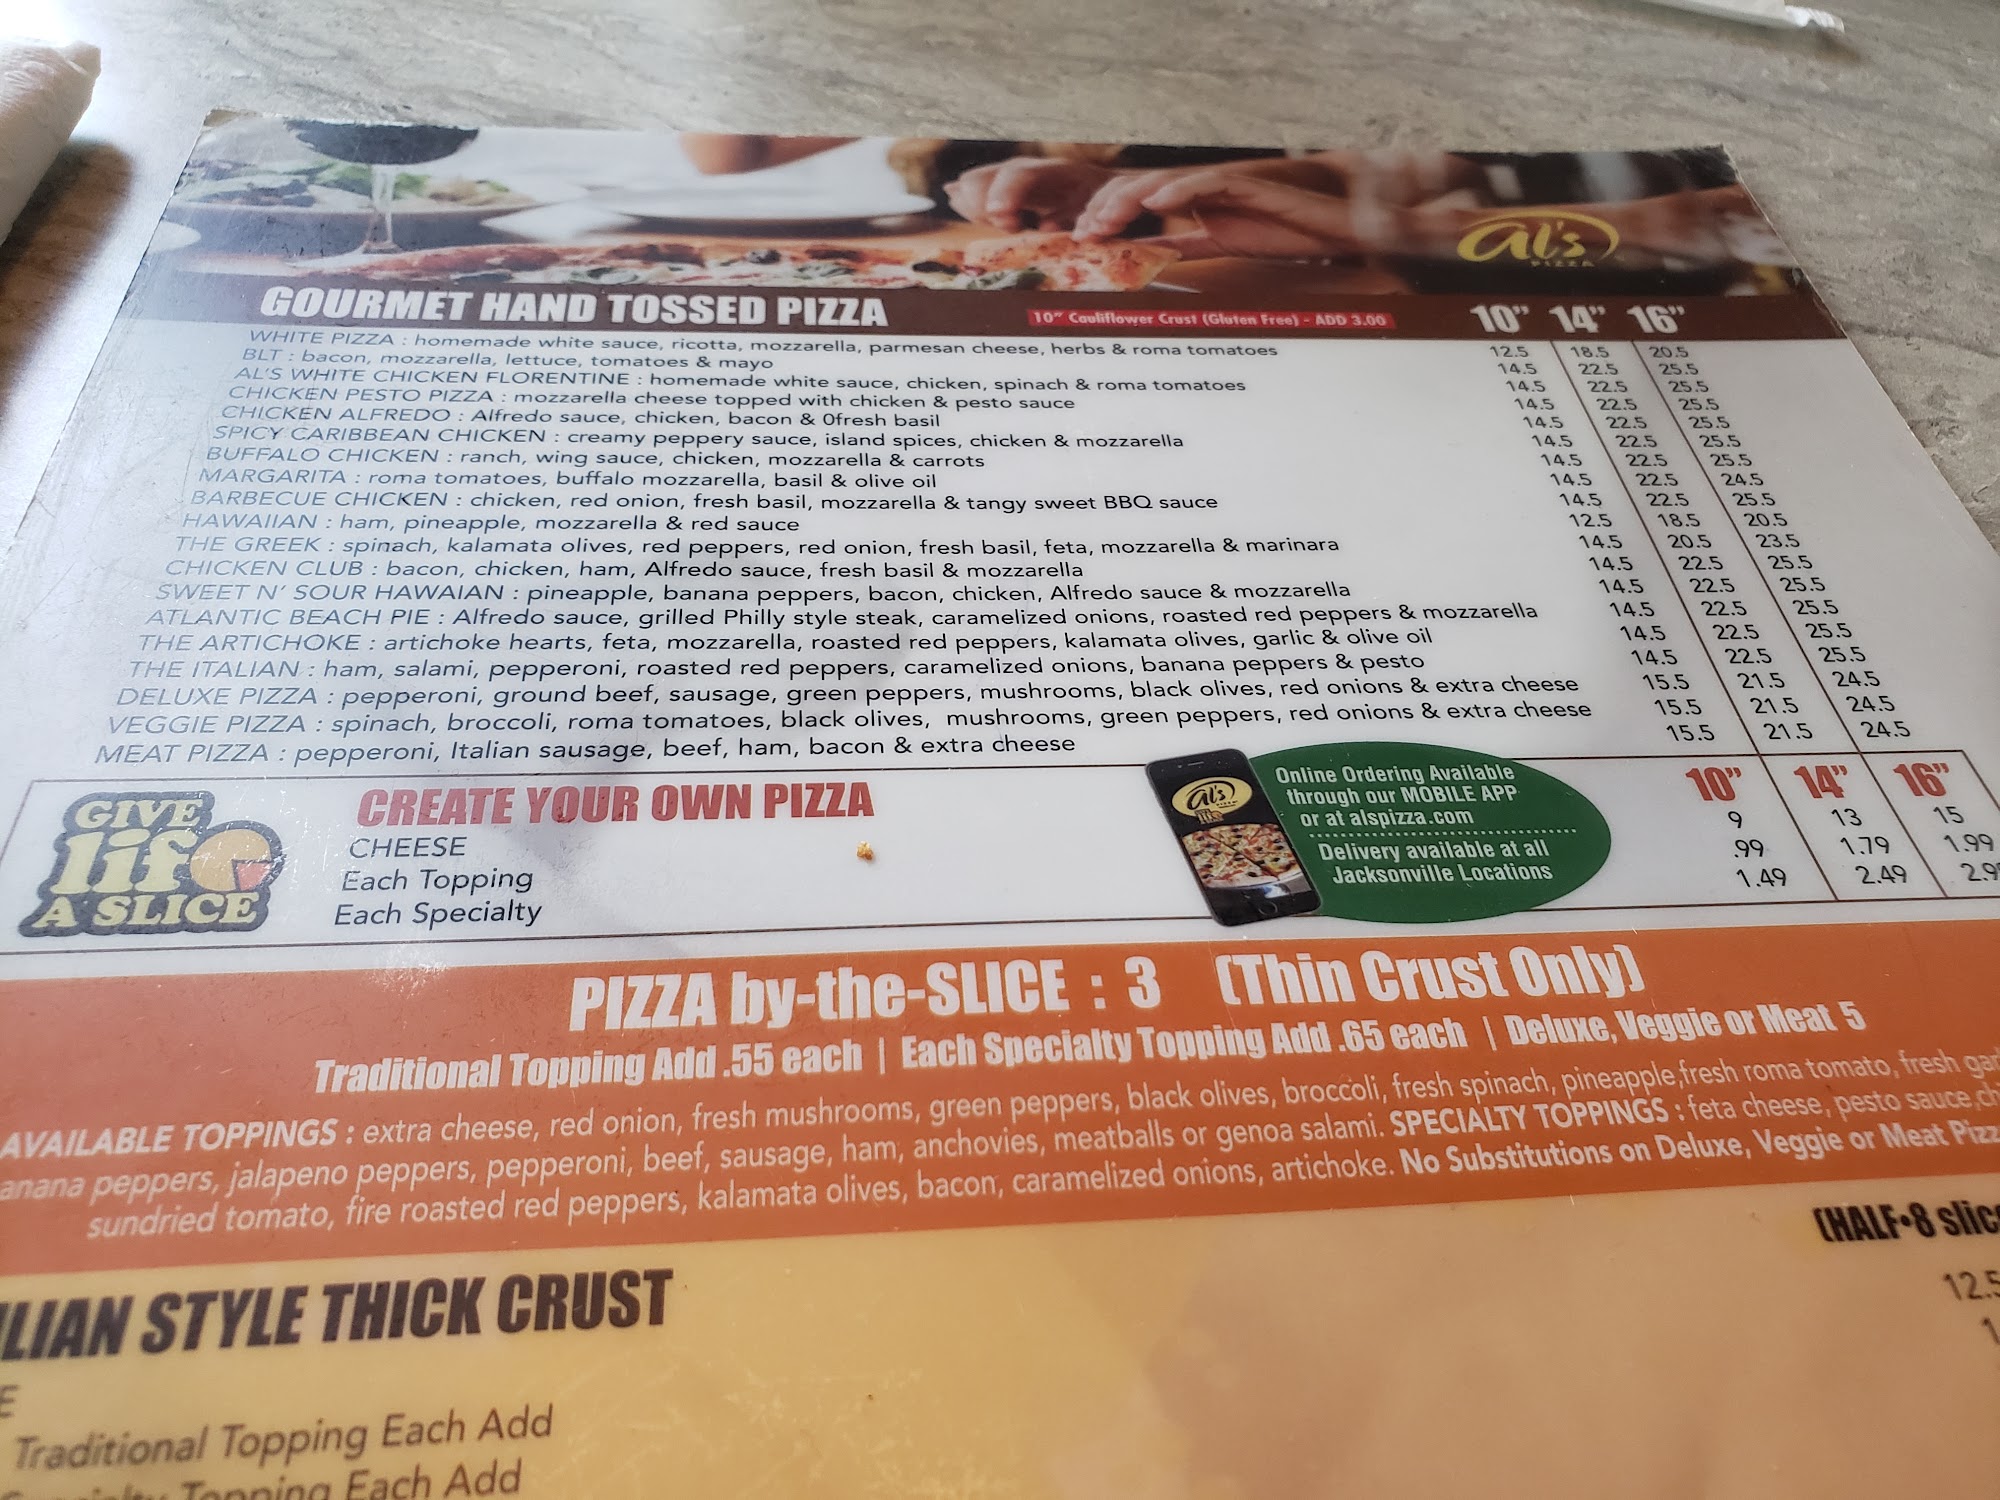 al's
PIZZA
GOURMET HAND TOSSED PIZZA 10" Cauliflower Crust (Gluten Free) - ADD 3.00 10" 14" 16"
WHITE PIZZA : homemade white sauce, ricotta, mozzarella, parmesan cheese, herbs & roma tomatoes 12.5 18.5 20.5
BLT : bacon, mozzarella, lettuce, tomatoes & mayo 14.5 22.5 25.5
AL'S WHITE CHICKEN FLORENTINE : homemade white sauce, chicken, spinach & roma tomatoes 14.5 22.5 25.5
CHICKEN PESTO PIZZA : mozzarella cheese topped with chicken & pesto sauce 14.5 22.5 25.5
CHICKEN ALFREDO : Alfredo sauce, chicken, bacon & 0fresh basil 14.5 22.5 25.5
SPICY CARIBBEAN CHICKEN : creamy peppery sauce, island spices, chicken & mozzarella 14.5 22.5 25.5
BUFFALO CHICKEN : ranch, wing sauce, chicken, mozzarella & carrots 14.5 22.5 25.5
MARGARITA : roma tomatoes, buffalo mozzarella, basil & olive oil 14.5 22.5 24.5
BARBECUE CHICKEN : chicken, red onion, fresh basil, mozzarella & tangy sweet BBQ sauce 14.5 22.5 25.5
HAWAIIAN : ham, pineapple, mozzarella & red sauce 12.5 18.5 20.5
THE GREEK : spinach, kalamata olives, red peppers, red onion, fresh basil, feta, mozzarella & marinara 14.5 20.5 23.5
CHICKEN CLUB : bacon, chicken, ham, Alfredo sauce, fresh basil & mozzarella 14.5 22.5 25.5
SWEET N' SOUR HAWAIAN : pineapple, banana peppers, bacon, chicken, Alfredo sauce & mozzarella 14.5 22.5 25.5
ATLANTIC BEACH PIE : Alfredo sauce, grilled Philly style steak, caramelized onions, roasted red peppers & mozzarella 14.5 22.5 25.5
THE ARTICHOKE : artichoke hearts, feta, mozzarella, roasted red peppers, kalamata olives, garlic & olive oil 14.5 22.5 25.5
THE ITALIAN : ham, salami, pepperoni, roasted red peppers, caramelized onions, banana peppers & pesto 14.5 22.5 25.5
DELUXE PIZZA : pepperoni, ground beef, sausage, green peppers, mushrooms, black olives, red onions & extra cheese 15.5 21.5 24.5
VEGGIE PIZZA : spinach, broccoli, roma tomatoes, black olives, mushrooms, green peppers, red onions & extra cheese 15.5 21.5 24.5
MEAT PIZZA : pepperoni, Italian sausage, beef, ham, bacon & extra cheese 15.5 21.5 24.5
GIVE
life
A SLICE
CREATE YOUR OWN PIZZA 10" 14" 16"
CHEESE 9 13 15
Each Topping .99 1.79 1.99
Each Specialty 1.49 2.49
al's
Online Ordering Available
through our MOBILE APP
or at alspizza.com
Delivery available at all
Jacksonville Locations
PIZZA by-the-SLICE : 3 (Thin Crust Only)
Traditional Topping Add .55 each | Each Specialty Topping Add .65 each | Deluxe, Veggie or Meat 5
AVAILABLE TOPPINGS : extra cheese, red onion, fresh mushrooms, green peppers, black olives, broccoli, fresh spinach, pineapple,fresh roma tomato, fresh
peppers, jalapeno peppers, pepperoni, beef, sausage, ham, anchovies, meatballs or genoa salami. SPECIALTY TOPPINGS : feta cheese, pesto sauce,
sundried tomato, fire roasted red peppers, kalamata olives, bacon, caramelized onions, artichoke. No Substitutions on Deluxe, Veggie or Meat
STYLE THICK CRUST (HALF•8
Traditional Topping Each Add
Topping Each Add